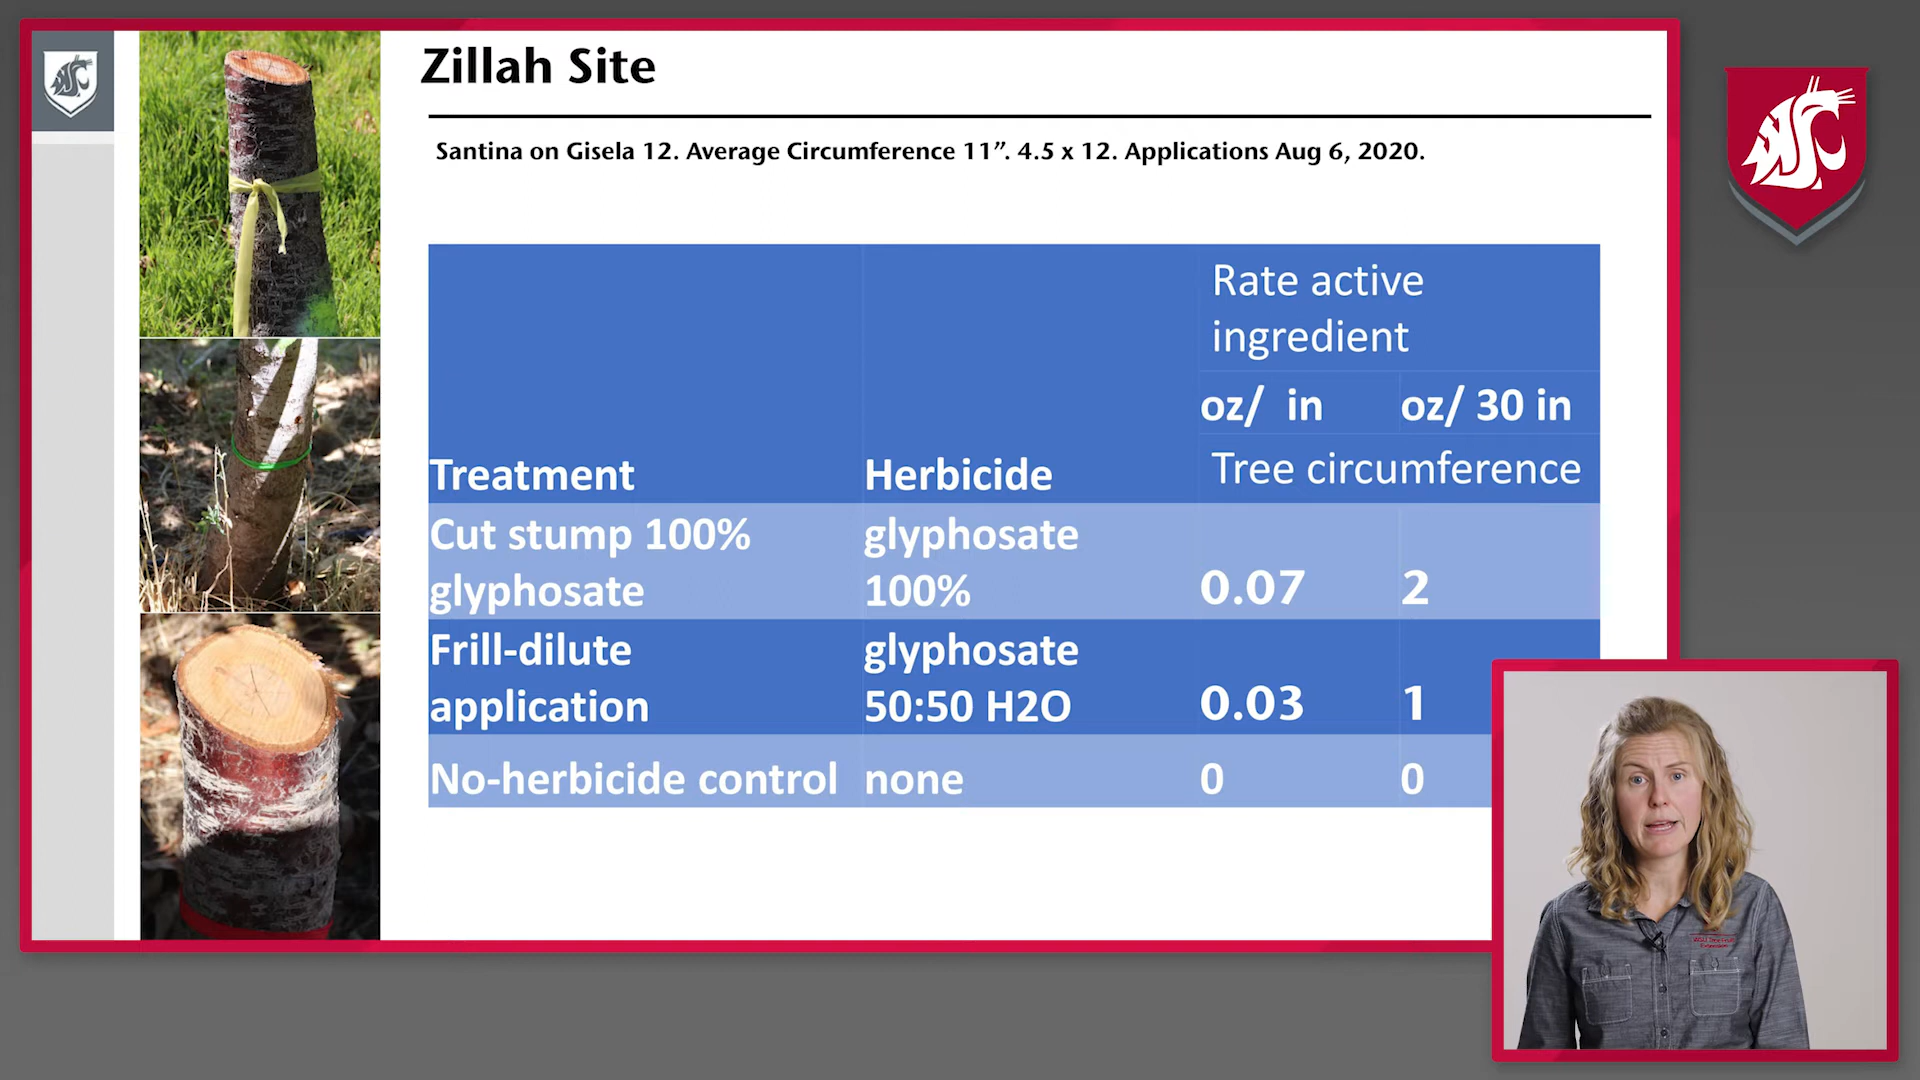 Zillah Site
Santina on Gisela 12. Average Circumference 11”. 4.5 x 12. Applications Aug 6, 2020.
Rate active
ingredient
oz/ in oz/ 30 in
Treatment Herbicide Tree circumference
Cut stump 100% glyphosate
glyphosate 100% 0.07 2
Frill-dilute glyphosate
application 50:50 H2O 0.03 1
No-herbicide control none 0 0